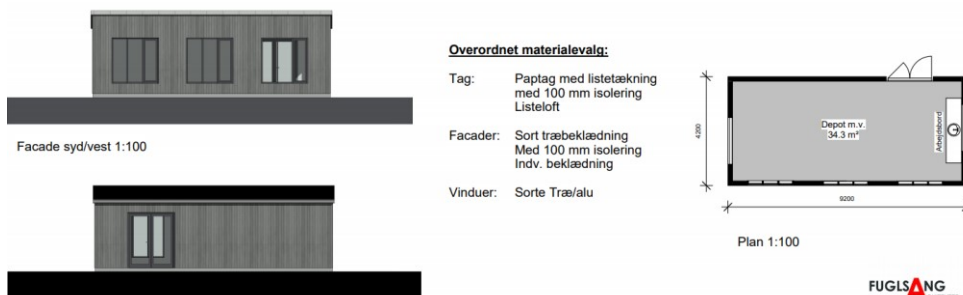 Facade syd/vest 1:100
Overordnet materialevalg:
Tag: Paptag med listetækning
med 100 mm isolering
Listeloft
Facader: Sort træbeklædning
Med 100 mm isolering
Indv. beklædning
Vinduer: Sorte Træ/alu
4200
Depot m.v.
34.3 m²
Arbejdsbord
9200
Plan 1:100
FUGLSANG